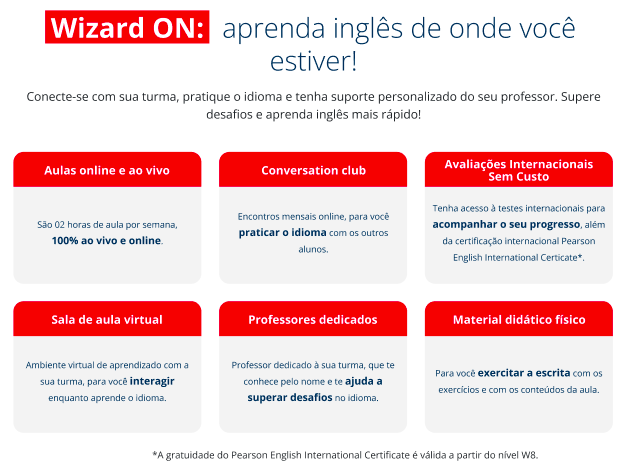 Wizard ON: aprenda inglês de onde você
estiver!
Conecte-se com sua turma, pratique o idioma e tenha suporte personalizado do seu professor. Supere
desafios e aprenda inglês mais rápido!
Aulas online e ao vivo
São 02 horas de aula por semana,
100% ao vivo e online.
Conversation club
Encontros mensais online, para você
praticar o idioma com os outros
alunos.
Avaliações Internacionais
Sem Custo
Tenha acesso à testes internacionais para
acompanhar o seu progresso, além
da certificação internacional Pearson
English International Certicate*.
Sala de aula virtual
Ambiente virtual de aprendizado com a
sua turma, para você interagir
enquanto aprende o idioma.
Professores dedicados
Professor dedicado à sua turma, que te
conhece pelo nome e te ajuda a
superar desafios no idioma.
Material didático físico
Para você exercitar a escrita com os
exercícios e com os conteúdos da aula.
*A gratuidade do Pearson English International Certificate é válida a partir do nível W8.